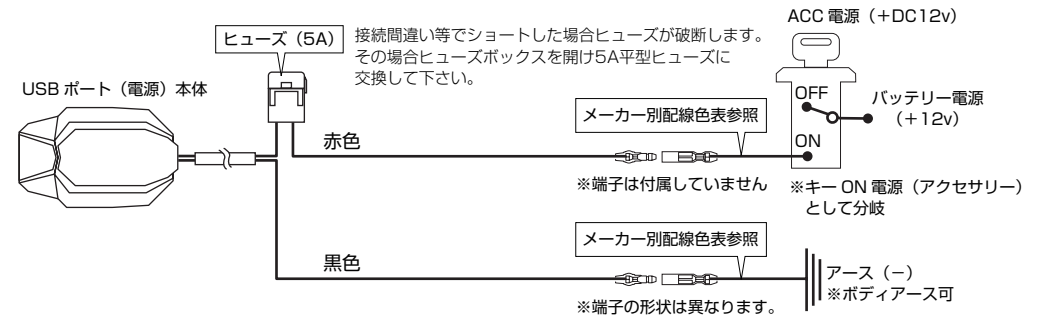 ACC 電源（＋DC12v）
ヒューズ（5A）
接続間違い等でショートした場合ヒューズが破断します。
その場合ヒューズボックスを開け5A平型ヒューズに
交換して下さい。
USB ポート（電源）本体
OFF
バッテリー電源
（＋12v）
メーカー別配線色表参照
赤色
ON
※端子は付属していません
※キー ON 電源（アクセサリー）
として分岐
メーカー別配線色表参照
黒色
アース（－）
※ボディアース可
※端子の形状は異なります。